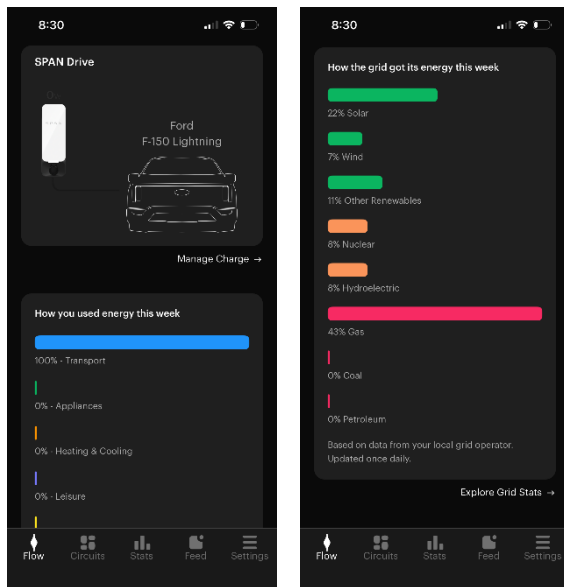 8:30
SPAN Drive
SPAN
Ford
F-150 Lightning
Manage Charge →
How you used energy this week
100% - Transport
0% - Appliances
0% - Heating & Cooling
0% - Leisure
Flow
Circuits
Stats
Feed
Settings
8:30
How the grid got its energy this week
22% Solar
7% Wind
11% Other Renewables
8% Nuclear
8% Hydroelectric
43% Gas
0% Coal
0% Petroleum
Based on data from your local grid operator.
Updated once daily.
Explore Grid Stats →
Flow
Circuits
Stats
Feed
Settings